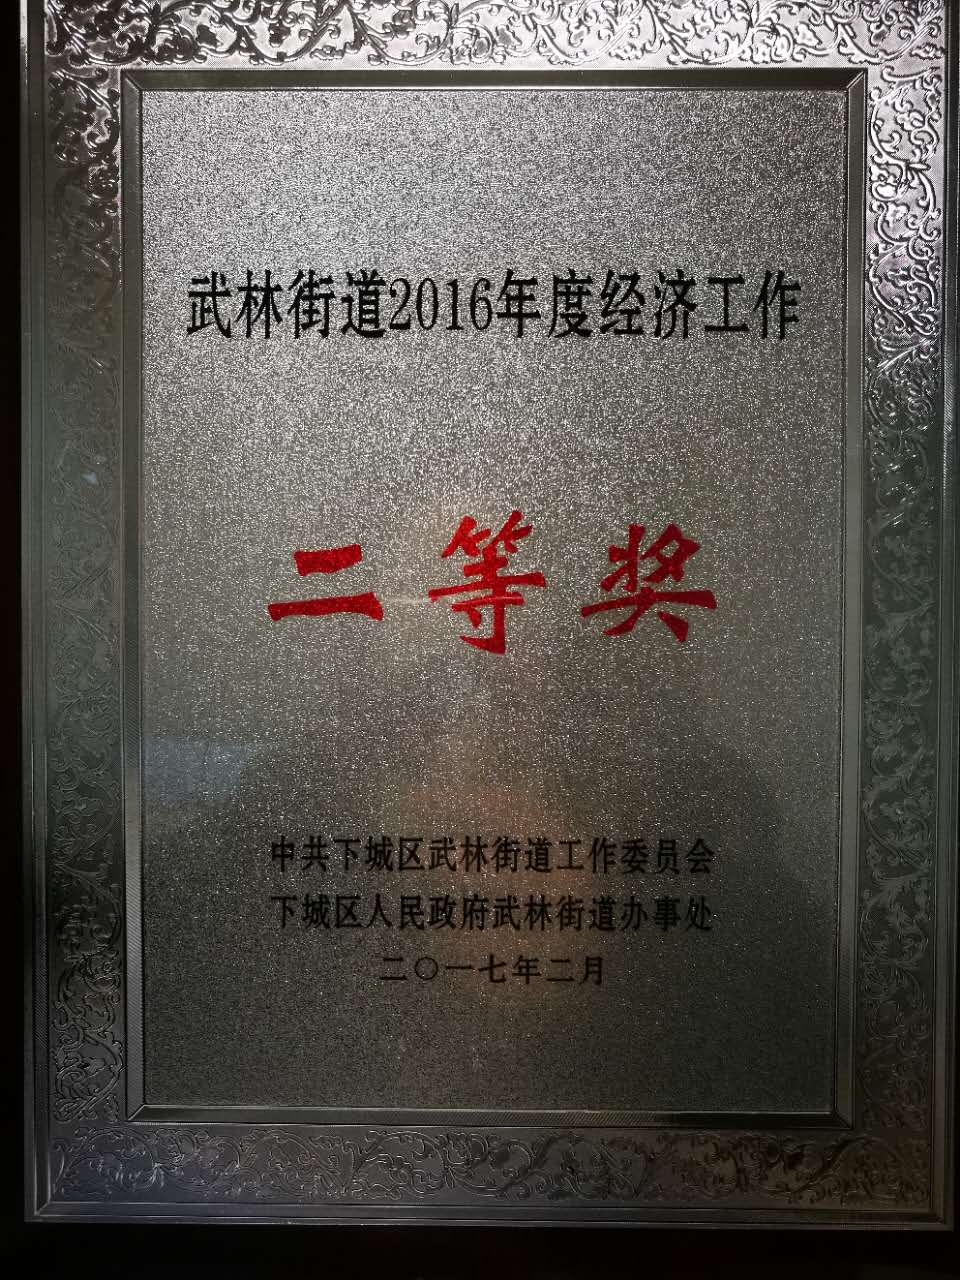 武林街道2016年度经济工作
二等奖
中共下城区武林街道工作委员会
下城区人民政府武林街道办事处
二〇一七年二月